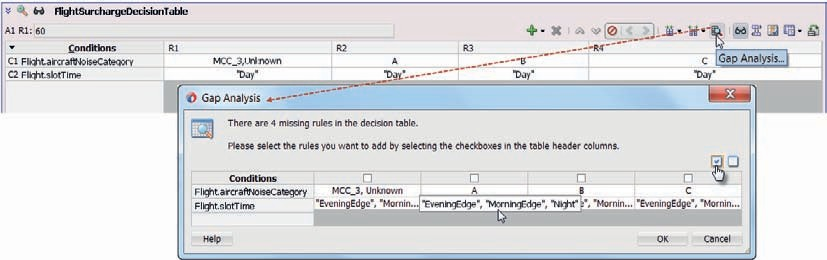 FlightSurchargeDecisionTable
A1 R1: 60
Conditions R1 R2 R3 R4
C1 Flight.aircraftNoiseCategory MCC_3,Unknown A B C
C2 Flight.slotTime "Day" "Day" "Day" "Day"
Gap Analysis...
Gap Analysis
There are 4 missing rules in the decision table.
Please select the rules you want to add by selecting the checkboxes in the table header columns.
Conditions
Flight.aircraftNoiseCategory MCC_3, Unknown A B C
Flight.slotTime "EveningEdge", "Mornin... "EveningEdge", "MorningEdge", "Night" e", "Mornin... "EveningEdge", "Mornin...
Help OK Cancel